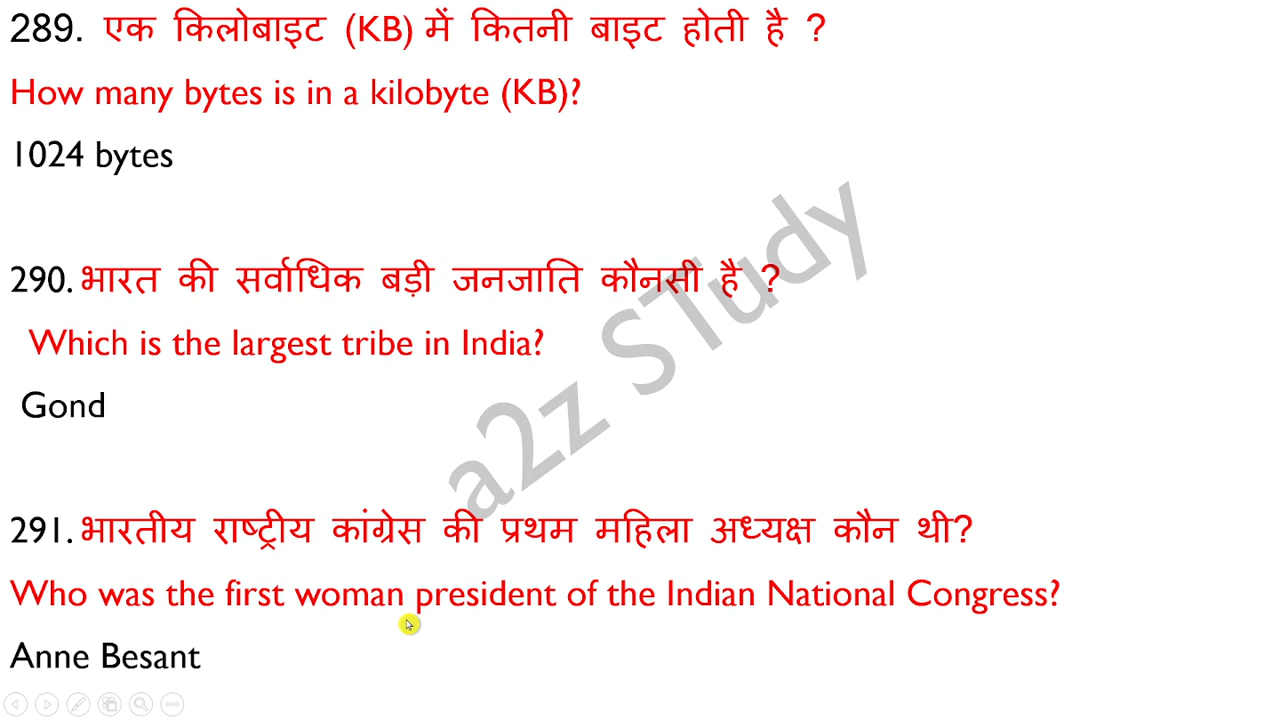 289. एक किलोबाइट (KB) में कितनी बाइट होती है ?
How many bytes is in a kilobyte (KB)?
1024 bytes
290. भारत की सर्वाधिक बड़ी जनजाति कौनसी है ?
Which is the largest tribe in India?
Gond
a2z STudy
291. भारतीय राष्ट्रीय कांग्रेस की प्रथम महिला अध्यक्ष कौन थी?
Who was the first woman president of the Indian National Congress?
Anne Besant